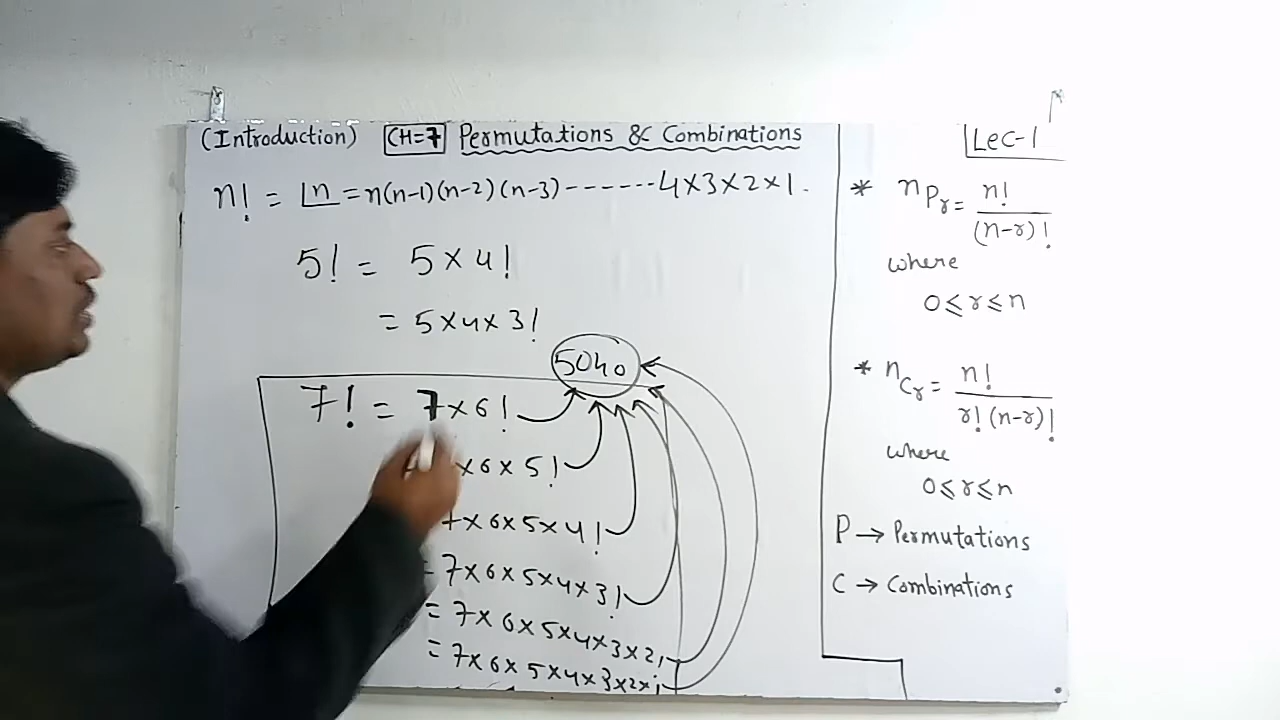 (Introduction) CH=7 Permutations & Combinations
n! = |n = n(n-1)(n-2)(n-3)------4×3×2×1.
5! = 5×4!
= 5×4×3!
5040
7! = 7×6!
×6×5!
7×6×5×4!
= 7×6×5×4×3!
= 7×6×5×4×3×2!
= 7×6×5×4×3×2×1!
Lec-1
* nPr = n!/(n-r)!
where
0≤r≤n
* nCr = n!/r!(n-r)!
where
0≤r≤n
P → Permutations
C → Combinations